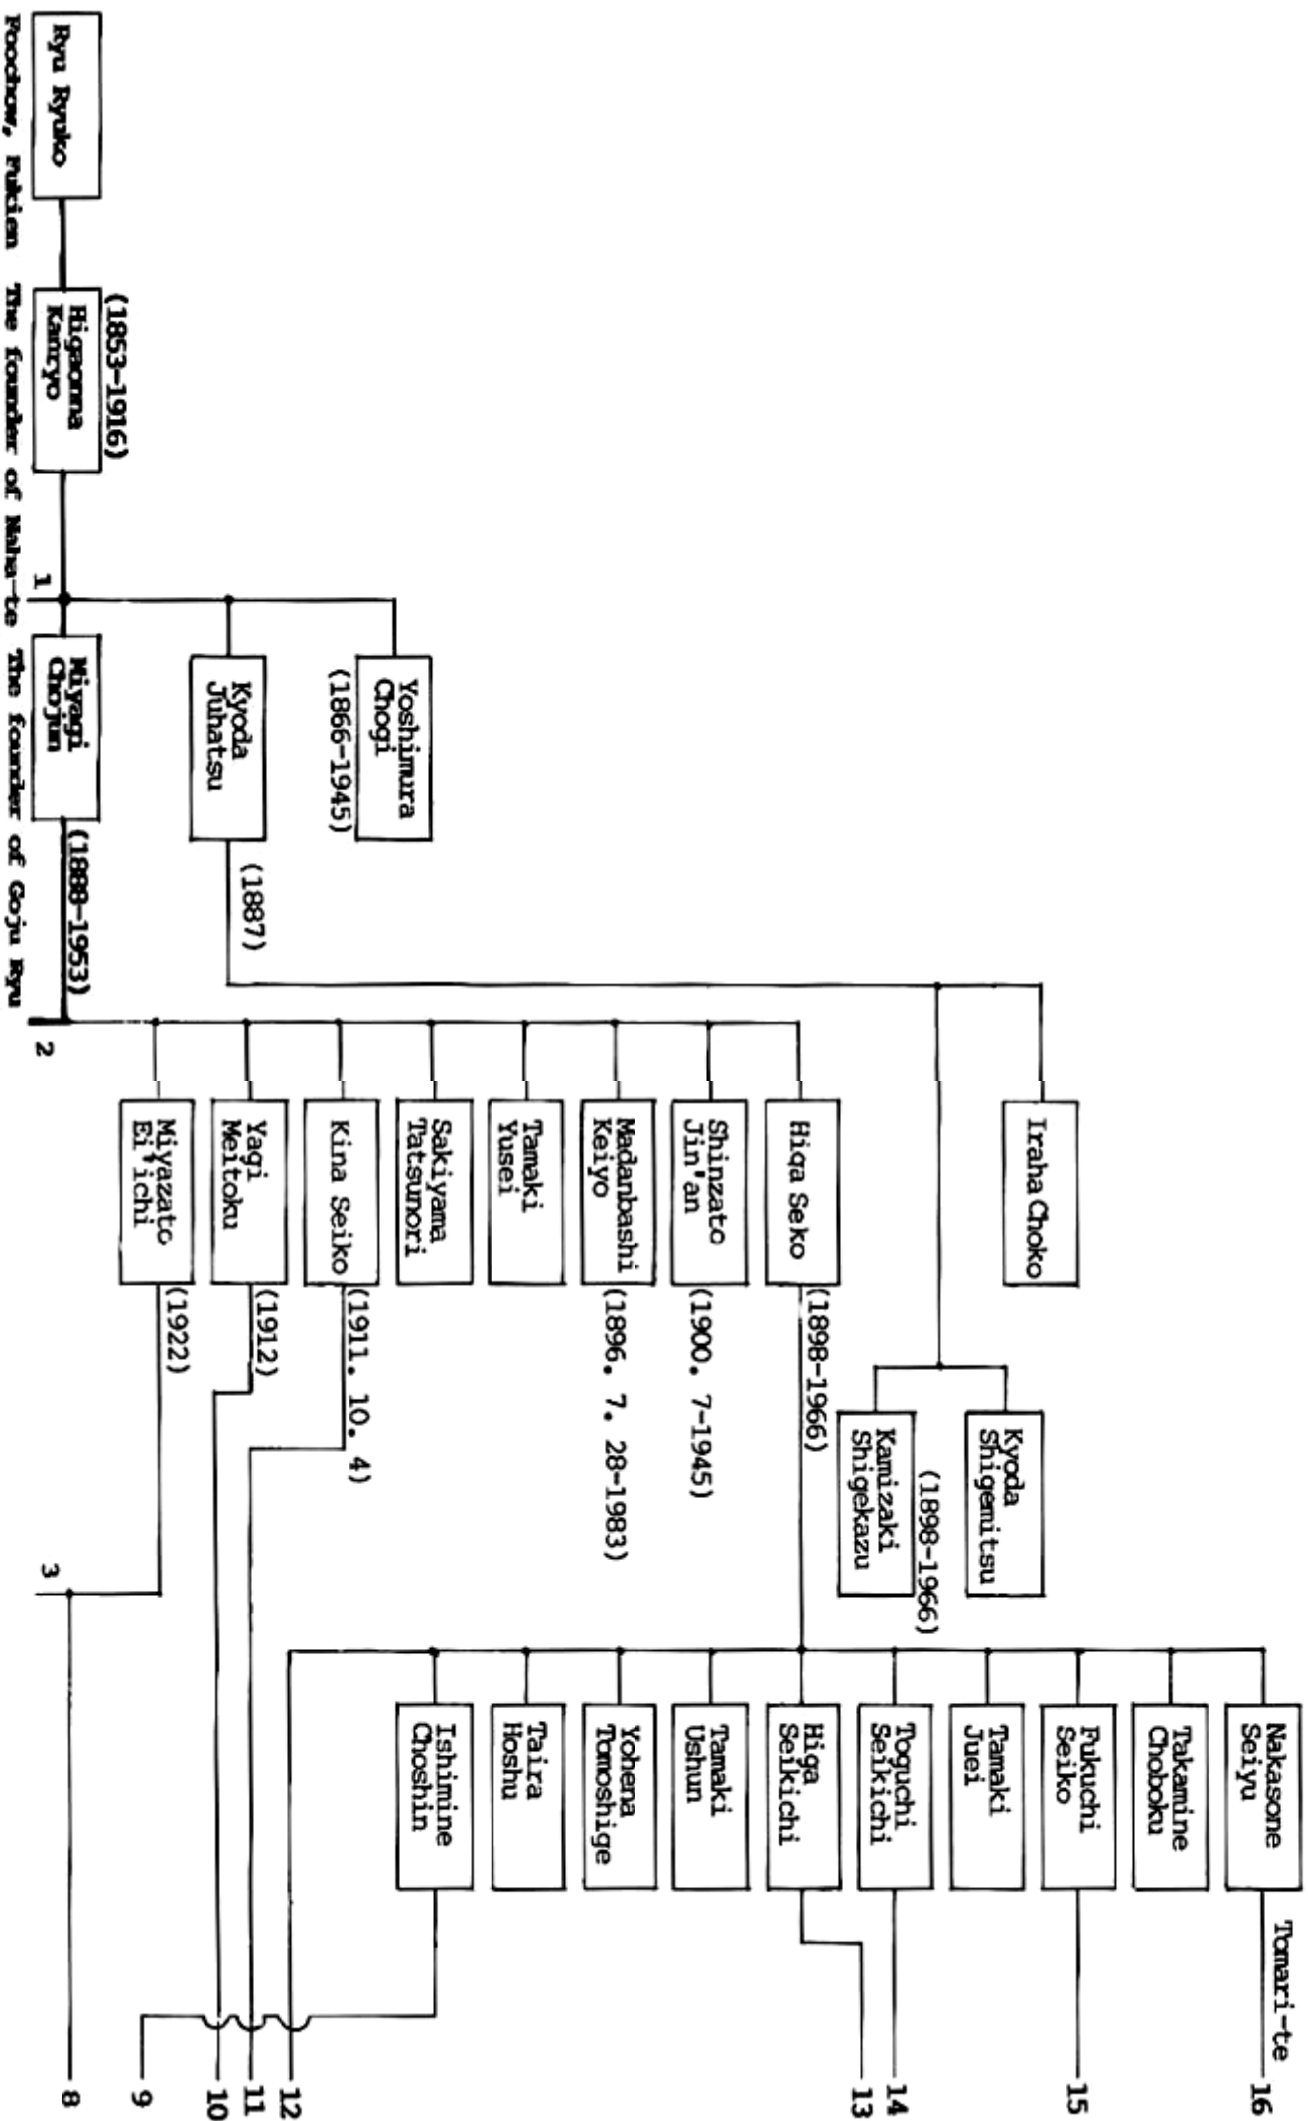 Tomari-te
16
15
14
13
12
11
10
9
8
Nakasone
Seiyu
Takamine
Choboku
Fukuchi
Seiko
Tamaki
Juei
Toguchi
Seikichi
Higa
Seikichi
Tamaki
Ushun
Yohena
Tomoshige
Taira
Hoshu
Ishimine
Choshin
Iraha Choko
Kyoda
Shigemitsu
(1898-1966)
Kamizaki
Shigekazu
Higa Seko
(1898-1966)
Shinzato
Jin'an
(1900. 7-1945)
Madanbashi
Keiyo
(1896. 7. 28-1983)
Tamaki
Yusei
Sakiyama
Tatsunori
Kina Seiko
(1911. 10. 4)
Yagi
Meitoku
(1912)
Miyazato
Ei'ichi
(1922)
3
Yoshimura
Chogi
(1866-1945)
Kyoda
Juhatsu
(1887)
(1853-1916)
Ryu Ryuko
Higaonna
Kanryo
1
Miyagi
Chojun
(1888-1953)
2
Foochow, Fukien
The founder of Naha-te
The founder of Goju Ryu